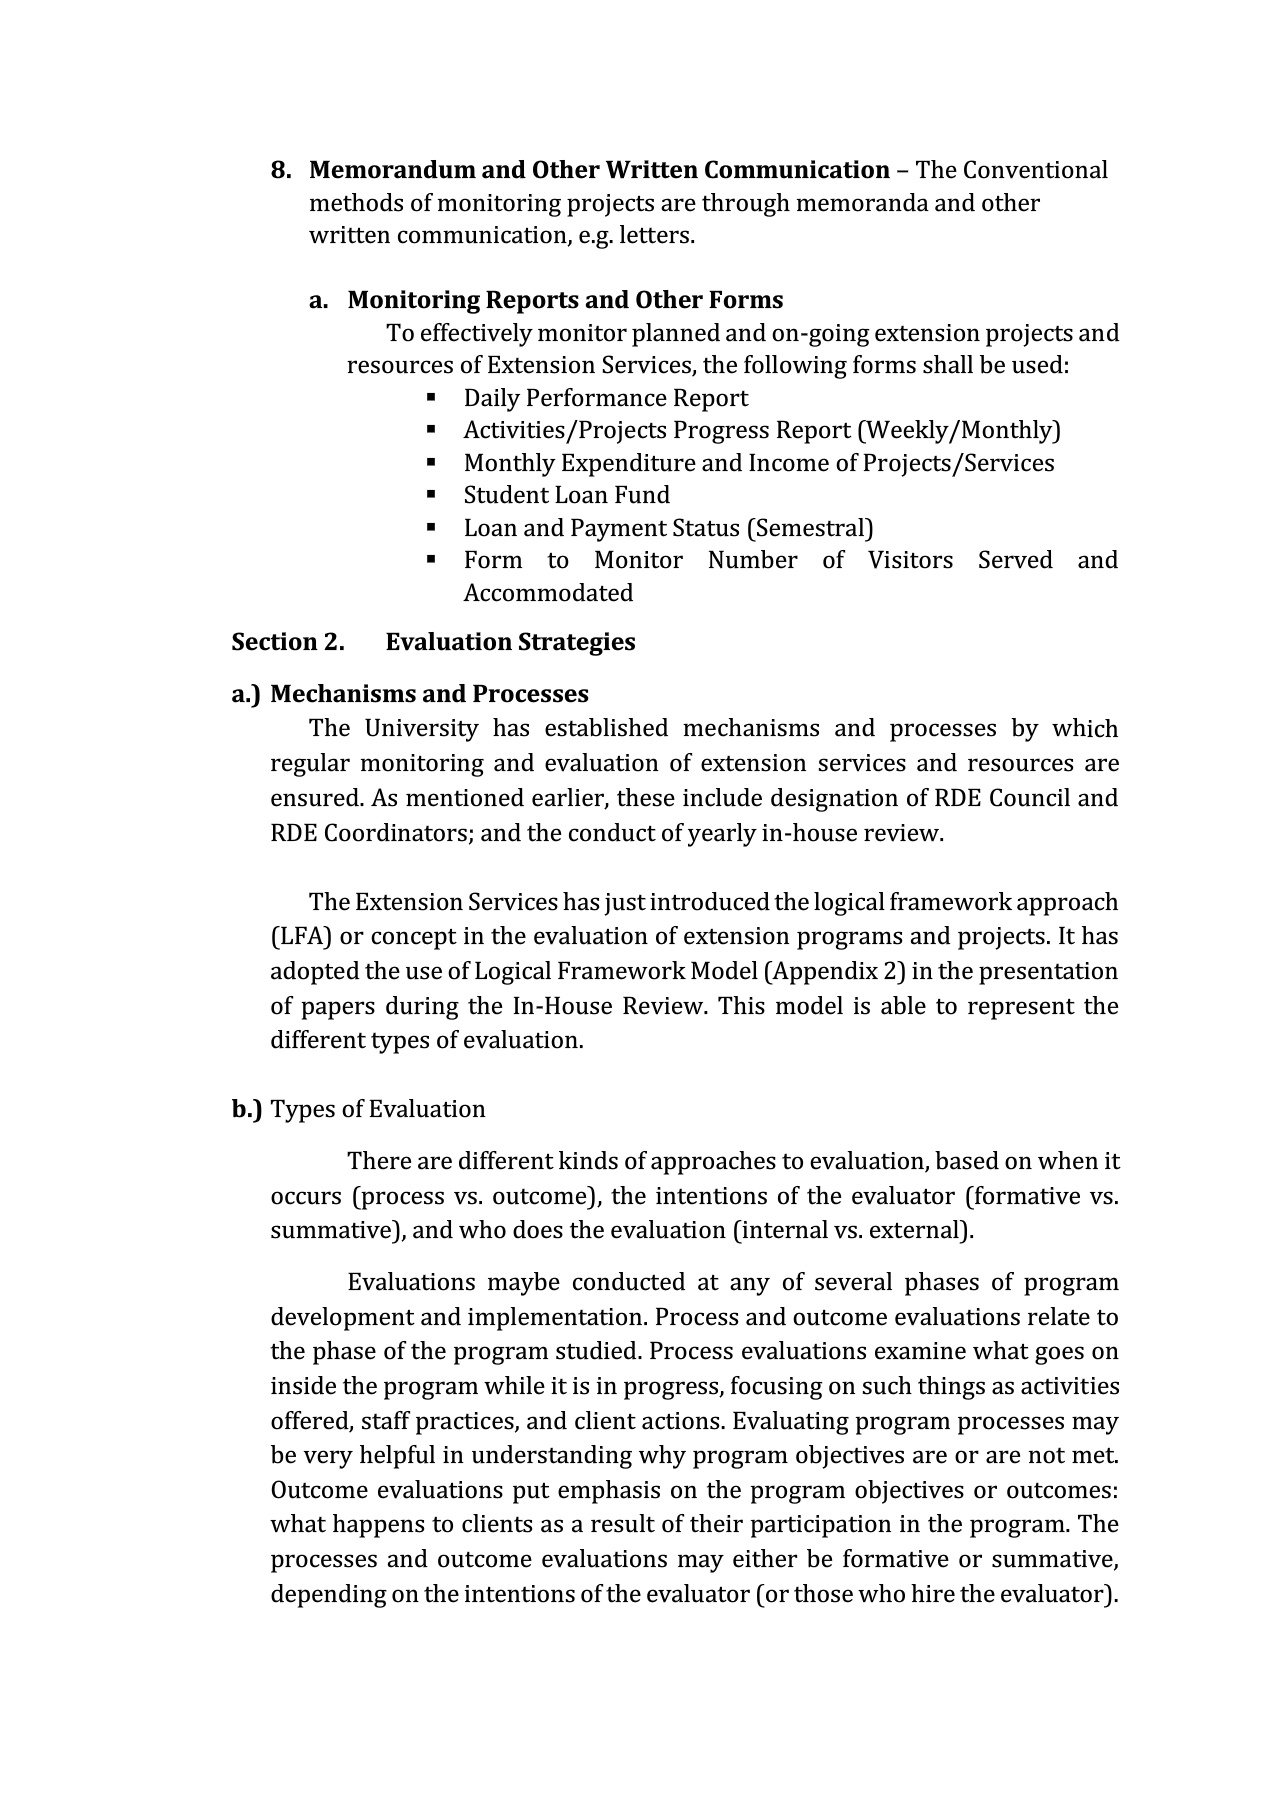 8. Memorandum and Other Written Communication – The Conventional
methods of monitoring projects are through memoranda and other
written communication, e.g. letters.
a. Monitoring Reports and Other Forms
To effectively monitor planned and on-going extension projects and
resources of Extension Services, the following forms shall be used:
▪ Daily Performance Report
▪ Activities/Projects Progress Report (Weekly/Monthly)
▪ Monthly Expenditure and Income of Projects/Services
▪ Student Loan Fund
▪ Loan and Payment Status (Semestral)
▪ Form to Monitor Number of Visitors Served and
Accommodated
Section 2. Evaluation Strategies
a.) Mechanisms and Processes
The University has established mechanisms and processes by which
regular monitoring and evaluation of extension services and resources are
ensured. As mentioned earlier, these include designation of RDE Council and
RDE Coordinators; and the conduct of yearly in-house review.
The Extension Services has just introduced the logical framework approach
(LFA) or concept in the evaluation of extension programs and projects. It has
adopted the use of Logical Framework Model (Appendix 2) in the presentation
of papers during the In-House Review. This model is able to represent the
different types of evaluation.
b.) Types of Evaluation
There are different kinds of approaches to evaluation, based on when it
occurs (process vs. outcome), the intentions of the evaluator (formative vs.
summative), and who does the evaluation (internal vs. external).
Evaluations maybe conducted at any of several phases of program
development and implementation. Process and outcome evaluations relate to
the phase of the program studied. Process evaluations examine what goes on
inside the program while it is in progress, focusing on such things as activities
offered, staff practices, and client actions. Evaluating program processes may
be very helpful in understanding why program objectives are or are not met.
Outcome evaluations put emphasis on the program objectives or outcomes:
what happens to clients as a result of their participation in the program. The
processes and outcome evaluations may either be formative or summative,
depending on the intentions of the evaluator (or those who hire the evaluator).